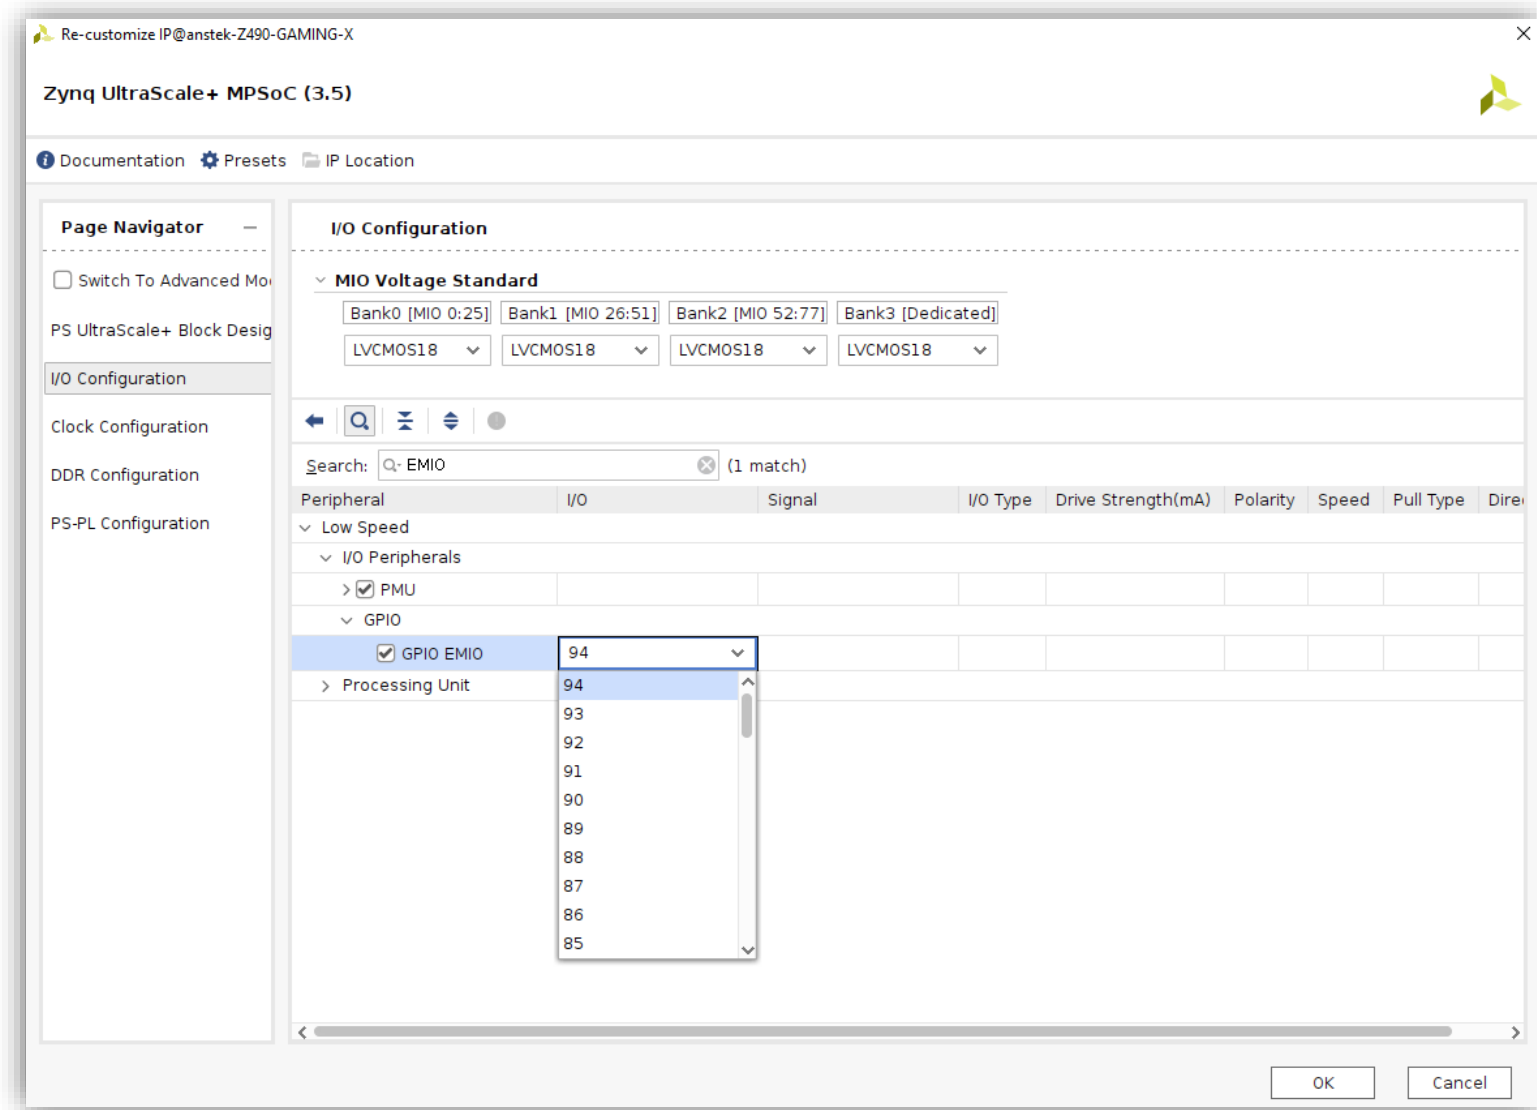 Re-customize IP@anstek-Z490-GAMING-X
Zynq UltraScale+ MPSoC (3.5)
Documentation Presets IP Location
Page Navigator
Switch To Advanced Mo
PS UltraScale+ Block Desig
I/O Configuration
Clock Configuration
DDR Configuration
PS-PL Configuration
I/O Configuration
MIO Voltage Standard
Bank0 [MIO 0:25] Bank1 [MIO 26:51] Bank2 [MIO 52:77] Bank3 [Dedicated]
LVCMOS18 LVCMOS18 LVCMOS18 LVCMOS18
Search: EMIO (1 match)
Peripheral I/O Signal I/O Type Drive Strength(mA) Polarity Speed Pull Type Direc
Low Speed
I/O Peripherals
PMU
GPIO
GPIO EMIO 94
Processing Unit
94
93
92
91
90
89
88
87
86
85
OK Cancel